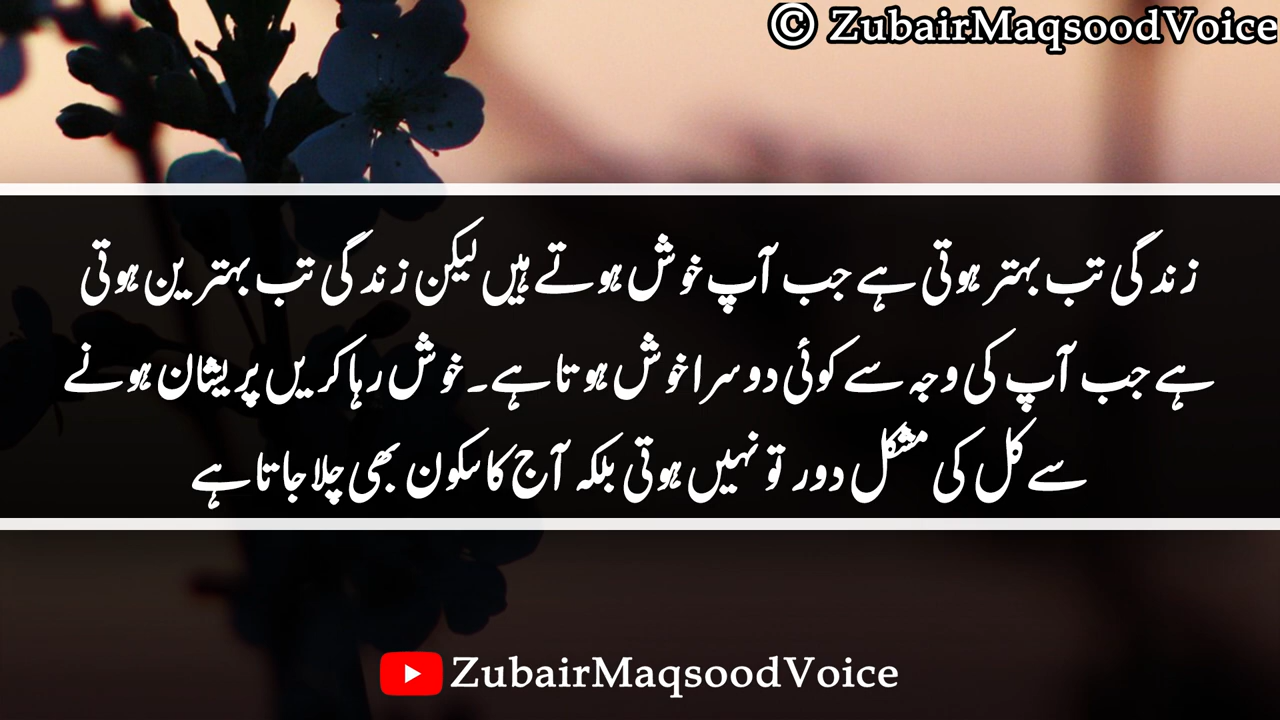 © ZubairMaqsoodVoice
زندگی تب بہتر ہوتی ہے جب آپ خوش ہوتے ہیں لیکن زندگی تب بہترین ہوتی
ہے جب آپ کی وجہ سے کوئی دوسرا خوش ہوتا ہے۔ خوش رہا کریں پریشان ہونے
سے کل کی مشکل دور تو نہیں ہوتی بلکہ آج کا سکون بھی چلا جاتا ہے
ZubairMaqsoodVoice